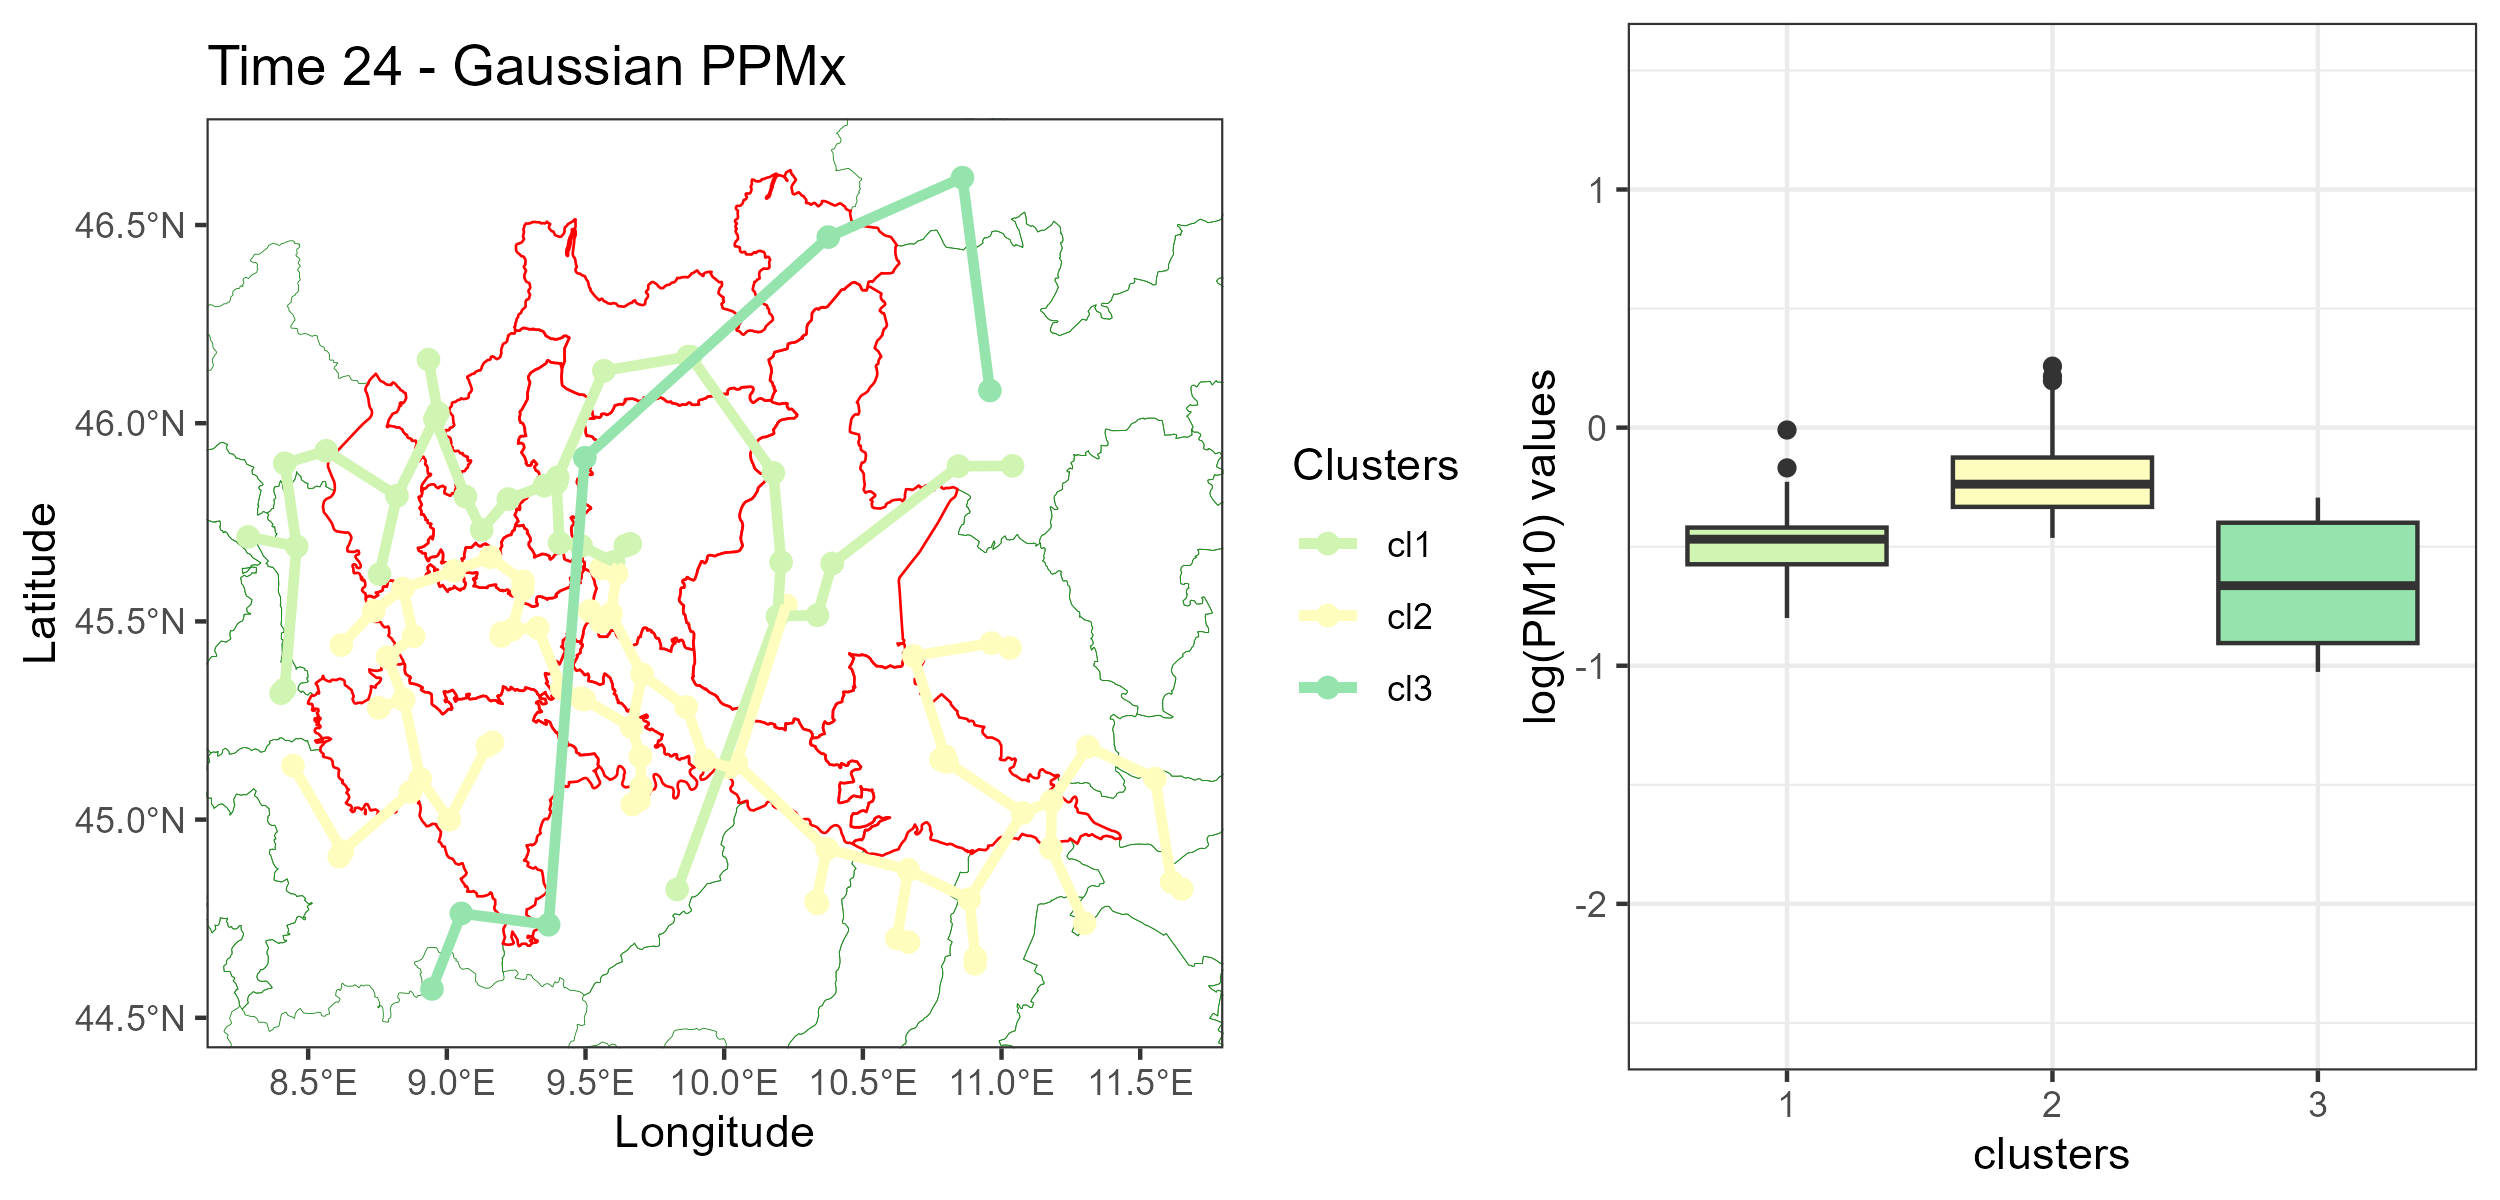 Time 24 - Gaussian PPMx
Latitude
46.5°N
46.0°N
45.5°N
45.0°N
44.5°N
8.5°E
9.0°E
9.5°E
10.0°E
10.5°E
11.0°E
11.5°E
Longitude
Clusters
cl1
cl2
cl3
log(PM10) values
1
0
-1
-2
1
2
3
clusters